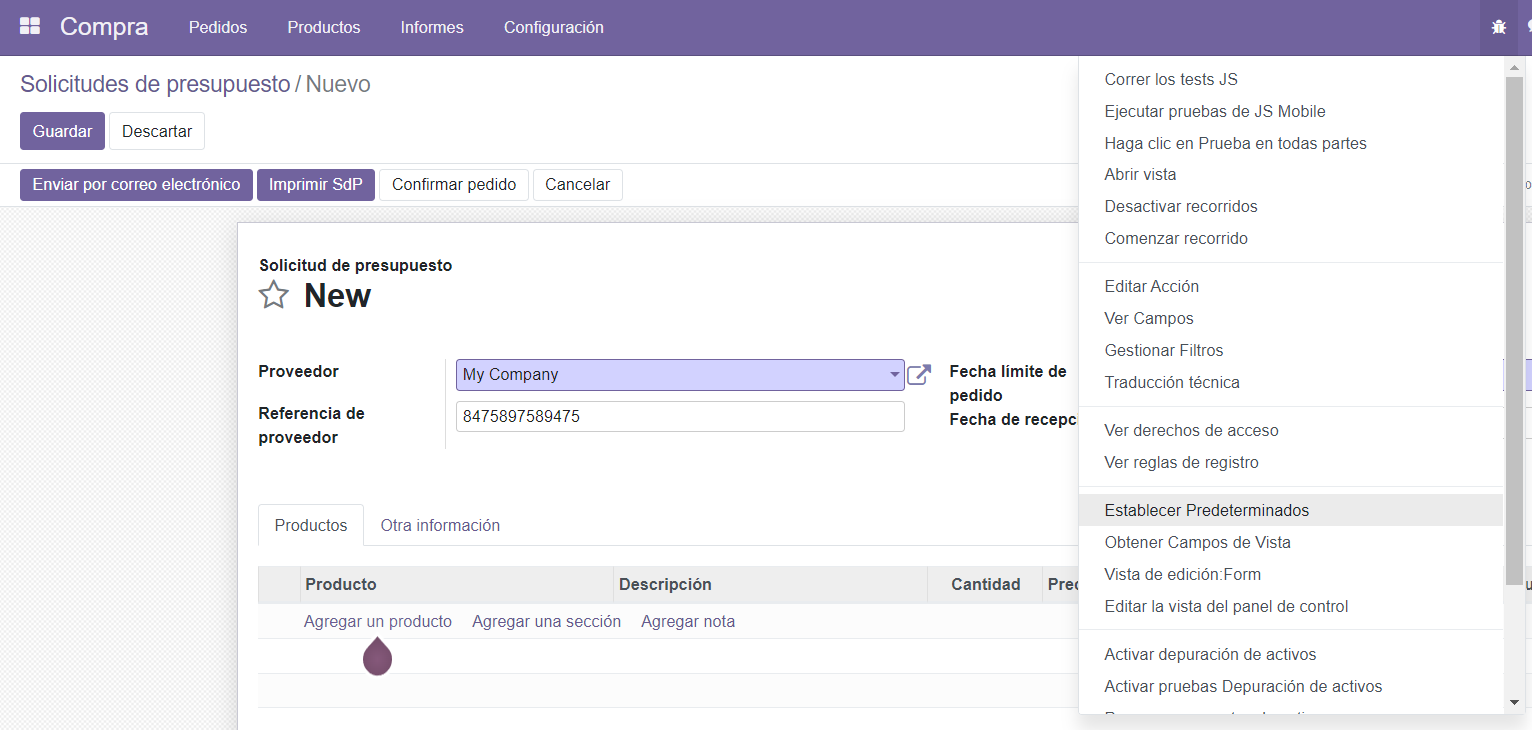 Compra Pedidos Productos Informes Configuración
Solicitudes de presupuesto / Nuevo
Guardar Descartar
Enviar por correo electrónico Imprimir SdP Confirmar pedido Cancelar
Solicitud de presupuesto
New
Proveedor My Company
Referencia de
proveedor
8475897589475
Fecha límite de
pedido
Fecha de recepc
Productos Otra información
Producto Descripción Cantidad Prec
Agregar un producto Agregar una sección Agregar nota
Correr los tests JS
Ejecutar pruebas de JS Mobile
Haga clic en Prueba en todas partes
Abrir vista
Desactivar recorridos
Comenzar recorrido
Editar Acción
Ver Campos
Gestionar Filtros
Traducción técnica
Ver derechos de acceso
Ver reglas de registro
Establecer Predeterminados
Obtener Campos de Vista
Vista de edición:Form
Editar la vista del panel de control
Activar depuración de activos
Activar pruebas Depuración de activos